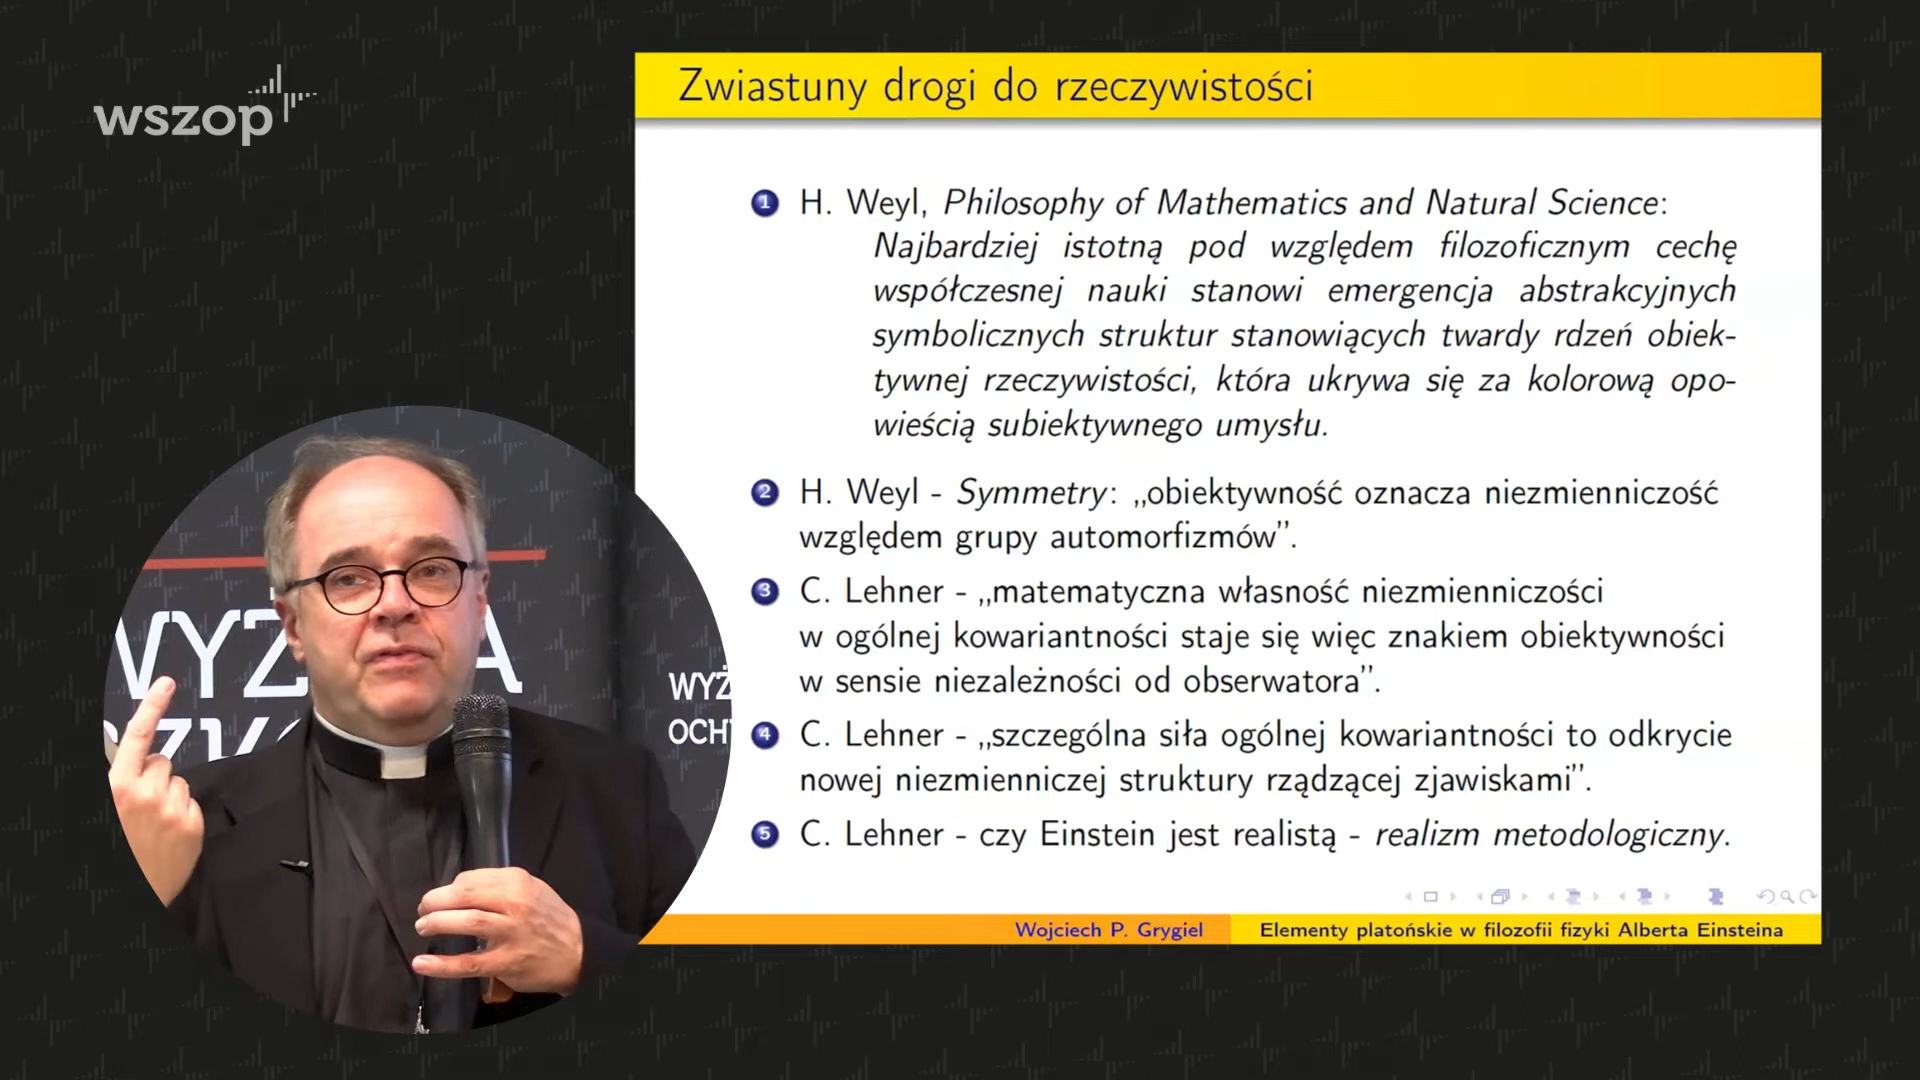 wszop
Zwiastuny drogi do rzeczywistości
1 H. Weyl, Philosophy of Mathematics and Natural Science:
Najbardziej istotną pod względem filozoficznym cechę
współczesnej nauki stanowi emergencja abstrakcyjnych
symbolicznych struktur stanowiących twardy rdzeń obiek-
tywnej rzeczywistości, która ukrywa się za kolorową opo-
wieścią subiektywnego umysłu.
2 H. Weyl - Symmetry: „obiektywność oznacza niezmienniczość
względem grupy automorfizmów”.
3 C. Lehner - „matematyczna własność niezmienniczości
w ogólnej kowariantności staje się więc znakiem obiektywności
w sensie niezależności od obserwatora”.
4 C. Lehner - „szczególna siła ogólnej kowariantności to odkrycie
nowej niezmienniczej struktury rządzącej zjawiskami”.
5 C. Lehner - czy Einstein jest realistą - realizm metodologiczny.
Wojciech P. Grygiel
Elementy platońskie w filozofii fizyki Alberta Einsteina
WYŻ
OCH